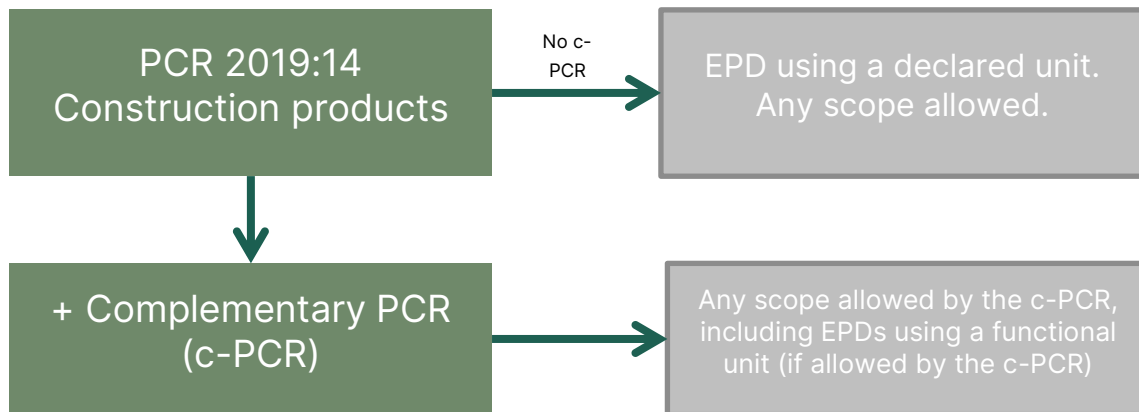 PCR 2019:14
Construction products
No c-
PCR
EPD using a declared unit.
Any scope allowed.
+ Complementary PCR
(c-PCR)
Any scope allowed by the c-PCR,
including EPDs using a functional
unit (if allowed by the c-PCR)